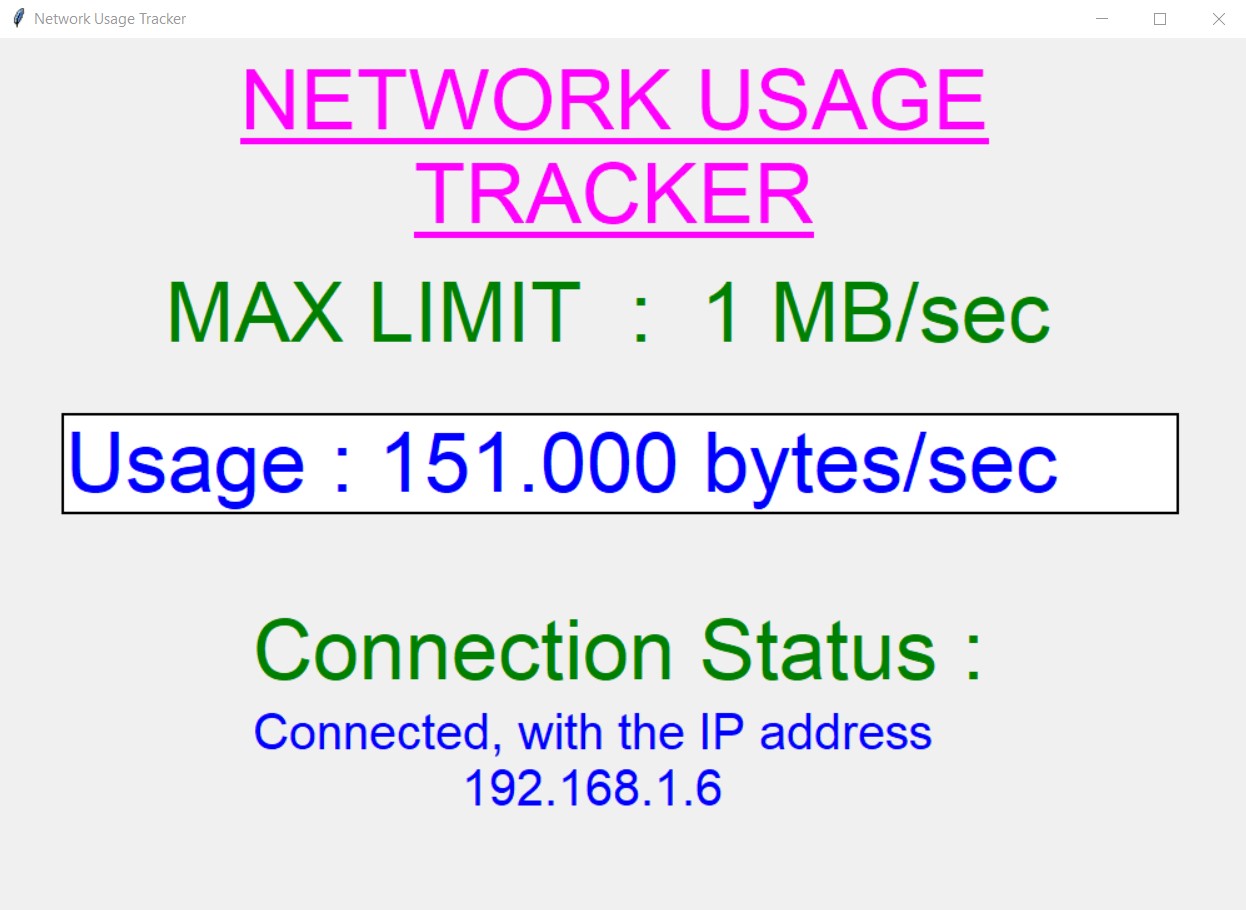 Network Usage Tracker
NETWORK USAGE
TRACKER
MAX LIMIT : 1 MB/sec
Usage : 151.000 bytes/sec
Connection Status :
Connected, with the IP address
192.168.1.6